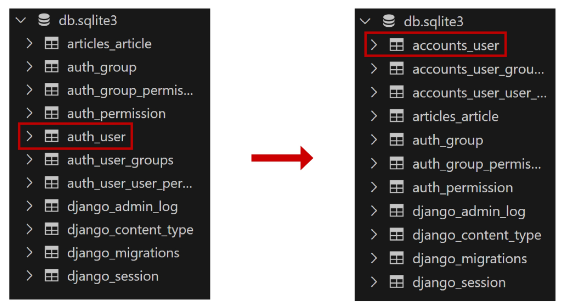 db.sqlite3
articles_article
auth_group
auth_group_permis...
auth_permission
auth_user
auth_user_groups
auth_user_user_per...
django_admin_log
django_content_type
django_migrations
django_session
db.sqlite3
accounts_user
accounts_user_grou...
accounts_user_user_...
articles_article
auth_group
auth_group_permis...
auth_permission
django_admin_log
django_content_type
django_migrations
django_session